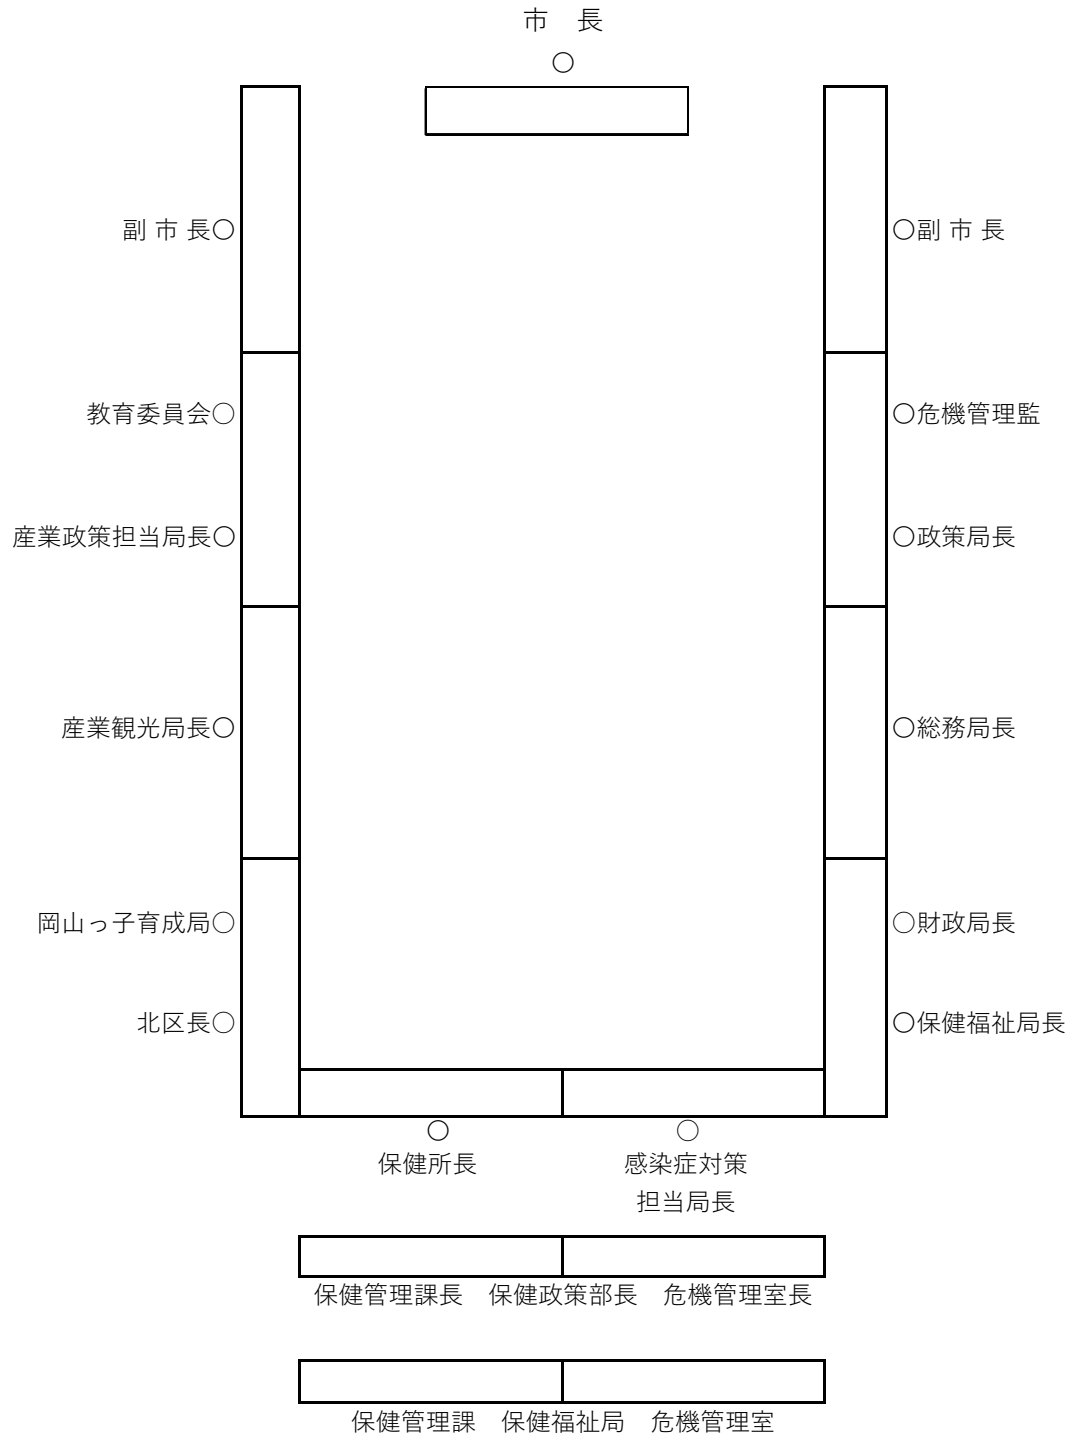 市　長
○
副 市 長○
○副 市 長
教育委員会○
○危機管理監
産業政策担当局長○
○政策局長
産業観光局長○
○総務局長
岡山っ子育成局○
○財政局長
北区長○
○保健福祉局長
○
○
保健所長
感染症対策
担当局長
保健管理課長　保健政策部長　危機管理室長
保健管理課　保健福祉局　危機管理室